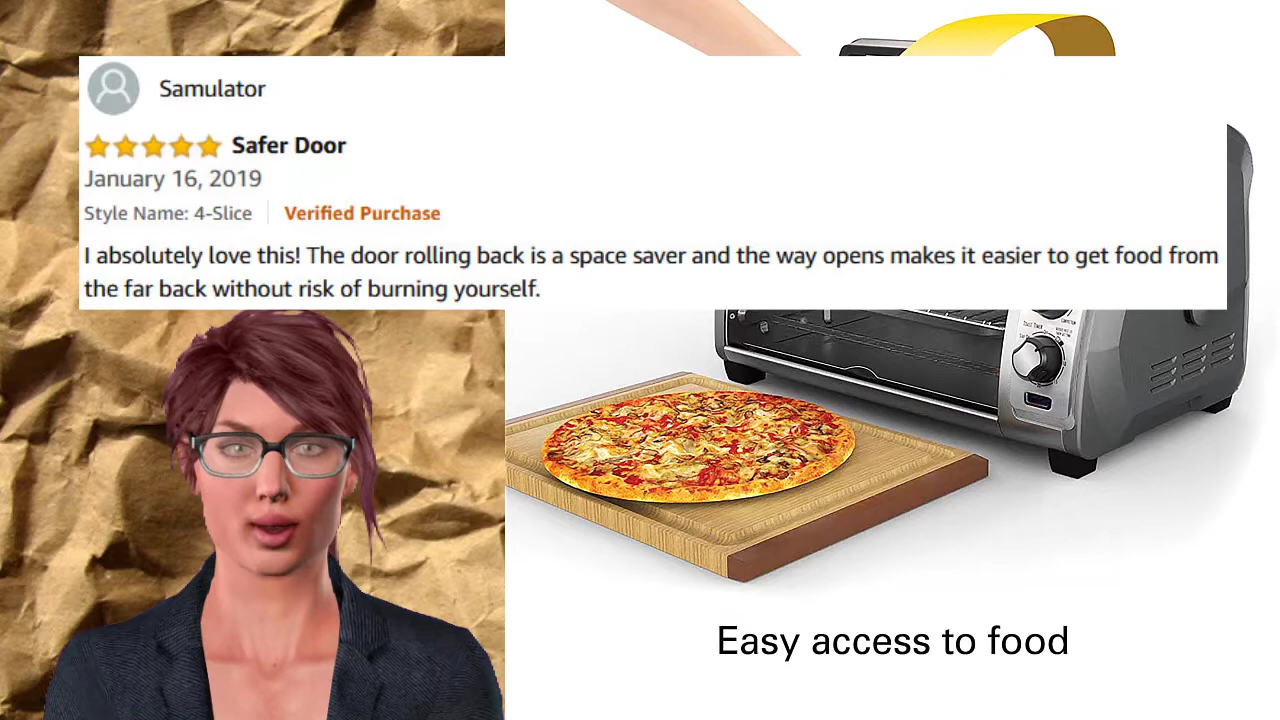 Samulator
Safer Door
January 16, 2019
Style Name: 4-Slice
Verified Purchase
I absolutely love this! The door rolling back is a space saver and the way opens makes it easier to get food from
the far back without risk of burning yourself.
Easy access to food